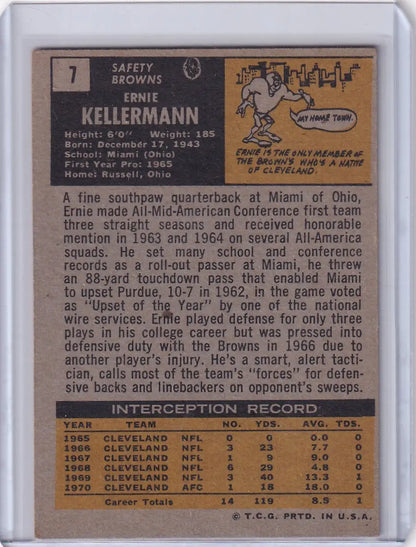 7
SAFETY
BROWNS
ERNIE
KELLERMANN
Height: 6'0" Weight: 185
Born: December 17, 1943
School: Miami (Ohio)
First Year Pro: 1965
Home: Russell, Ohio
MY HOME TOWN.
ERNIE IS THE ONLY MEMBER OF
THE BROWN'S WHO'S A NATIVE
OF CLEVELAND.
A fine southpaw quarterback at Miami of Ohio,
Ernie made All-Mid-American Conference first team
three straight seasons and received honorable
mention in 1963 and 1964 on several All-America
squads. He set many school and conference
records as a roll-out passer at Miami, he threw
an 88-yard touchdown pass that enabled Miami
to upset Purdue, 10-7 in 1962, in the game voted
as "Upset of the Year" by one of the national
wire services. Ernie played defense for only three
plays in his college career but was pressed into
defensive duty with the Browns in 1966 due to
another player's injury. He's a smart, alert tacti-
cian, calls most of the team's "forces" for defen-
sive backs and linebackers on opponent's sweeps.
INTERCEPTION RECORD
YEAR TEAM NO. YDS. AVG. TDS.
1965 CLEVELAND NFL 0 0 0.0 0
1966 CLEVELAND NFL 3 23 7.7 0
1967 CLEVELAND NFL 1 9 9.0 0
1968 CLEVELAND NFL 6 29 4.8 0
1969 CLEVELAND NFL 3 40 13.3 1
1970 CLEVELAND AFC 1 18 18.0 0
Career Totals 14 119 8.5 1
© T.C.G. PRTD. IN U.S.A.